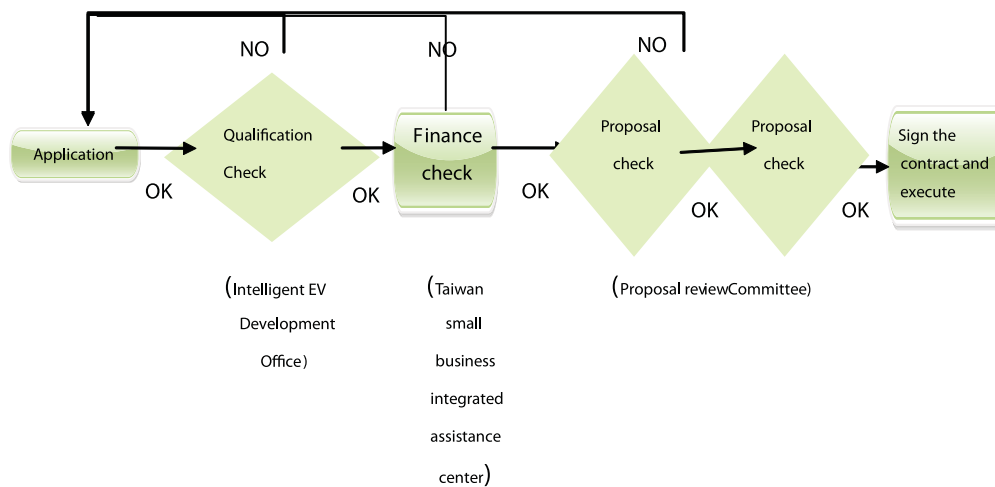 NO
NO
NO
Application
Qualification
Check
Finance
check
Proposal
check
Proposal
check
Sign the
contract and
execute
OK
OK
OK
OK
OK
(Intelligent EV
Development
Office)
(Taiwan
small
business
integrated
assistance
center)
(Proposal reviewCommittee)